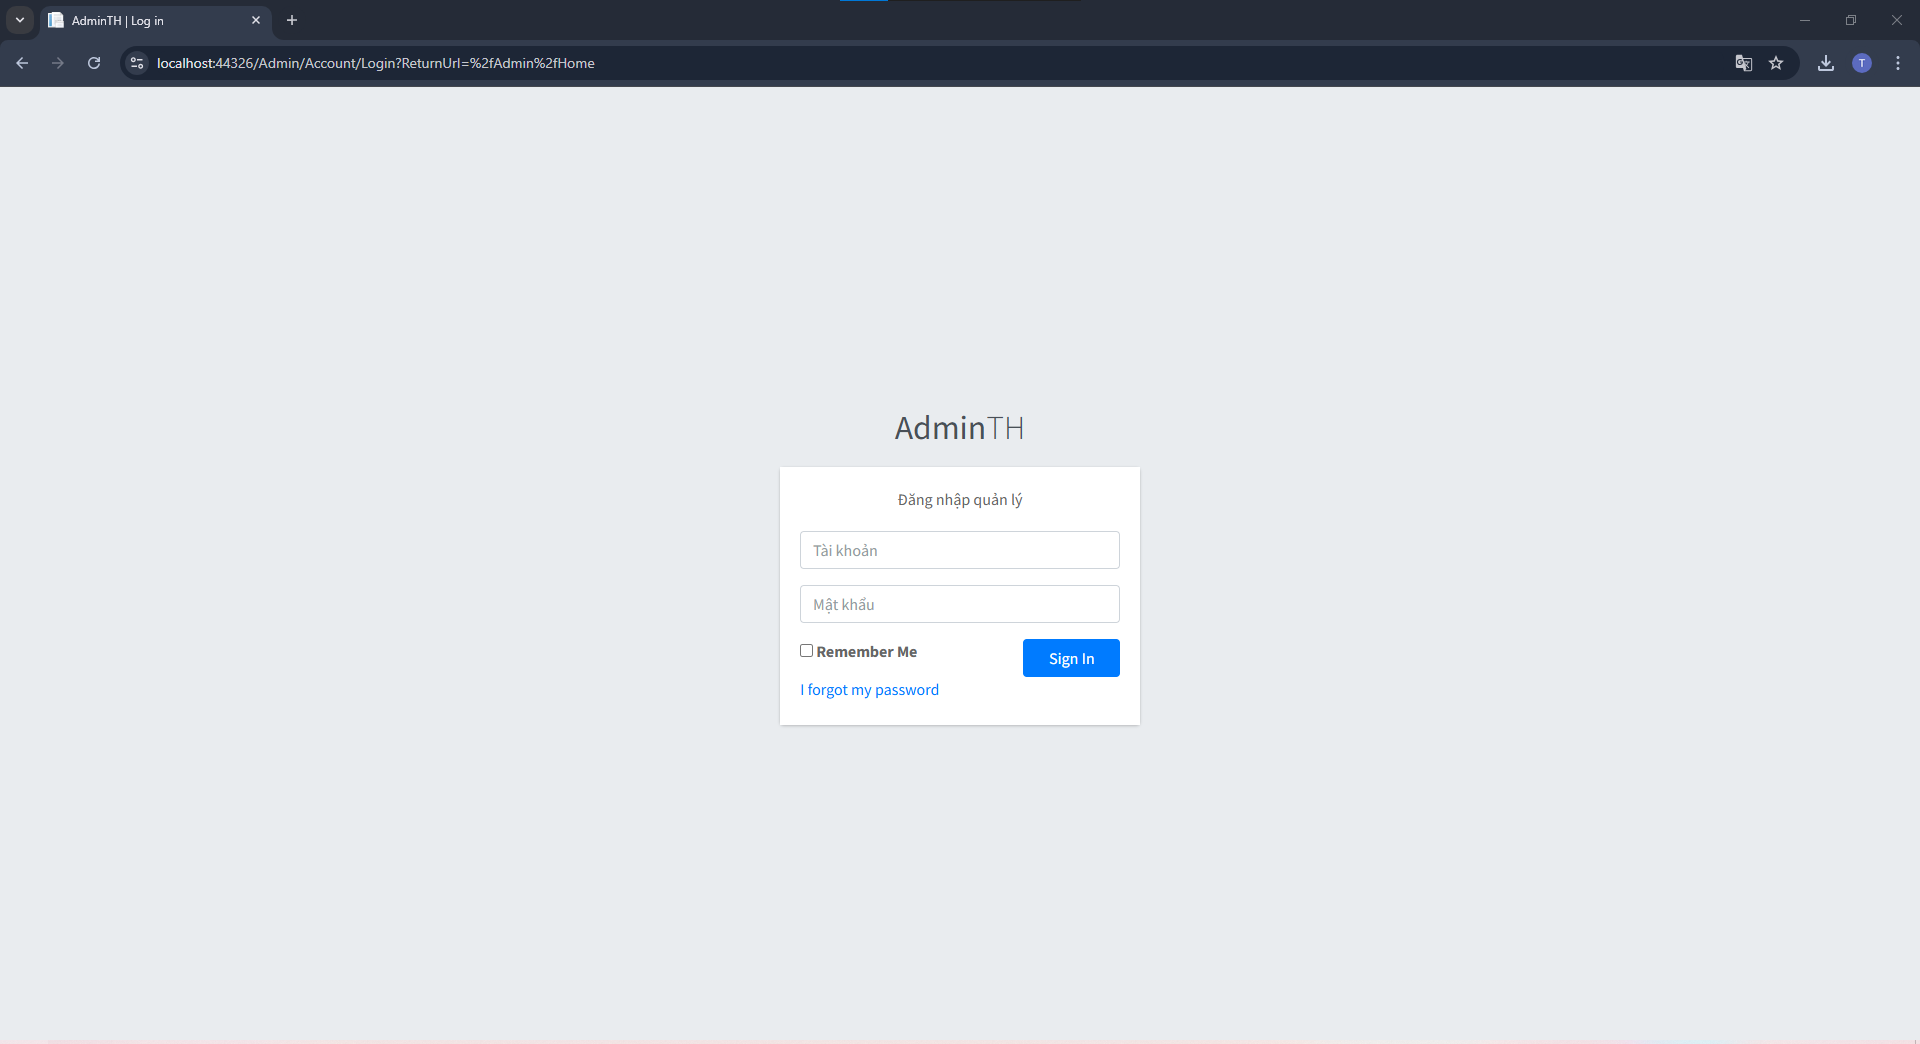 AdminTH | Log in
localhost:44326/Admin/Account/Login?ReturnUrl=%2fAdmin%2fHome
T
AdminTH
Đăng nhập quản lý
Tài khoản
Mật khẩu
Remember Me
Sign In
I forgot my password